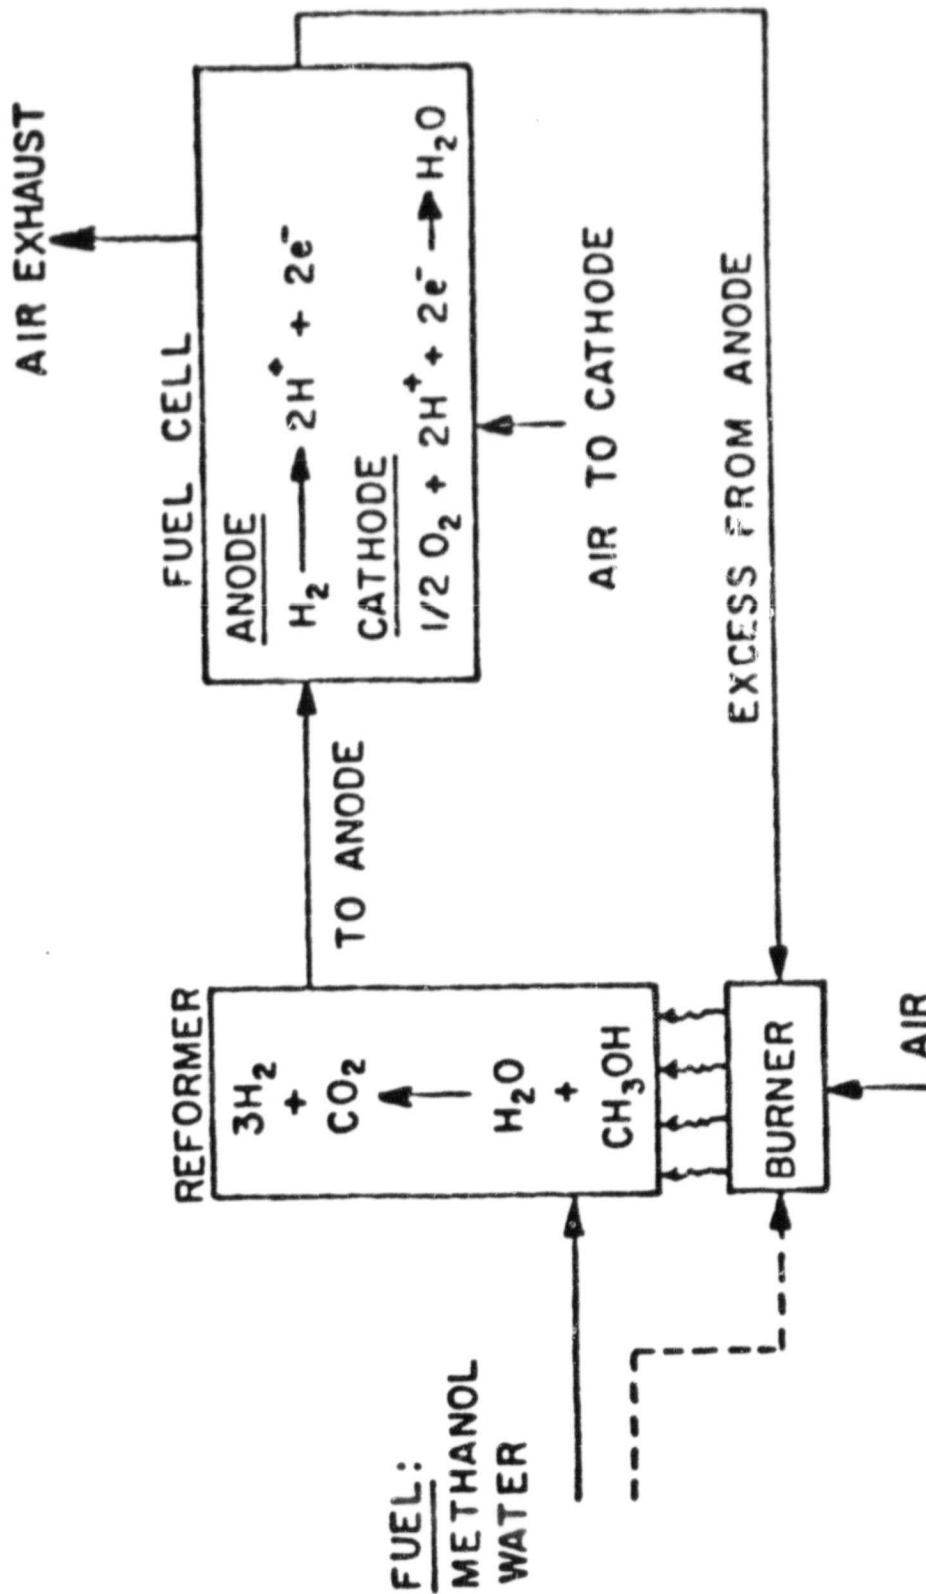 AIR EXHAUST
FUEL CELL
ANODE
H₂ ⟶ 2H⁺ + 2e⁻
CATHODE
1/2 O₂ + 2H⁺ + 2e⁻ ⟶ H₂O
REFORMER
3H₂
+
CO₂
H₂O
+
CH₃OH
TO ANODE
AIR TO CATHODE
FUEL:
METHANOL
WATER
EXCESS FROM ANODE
BURNER
AIR